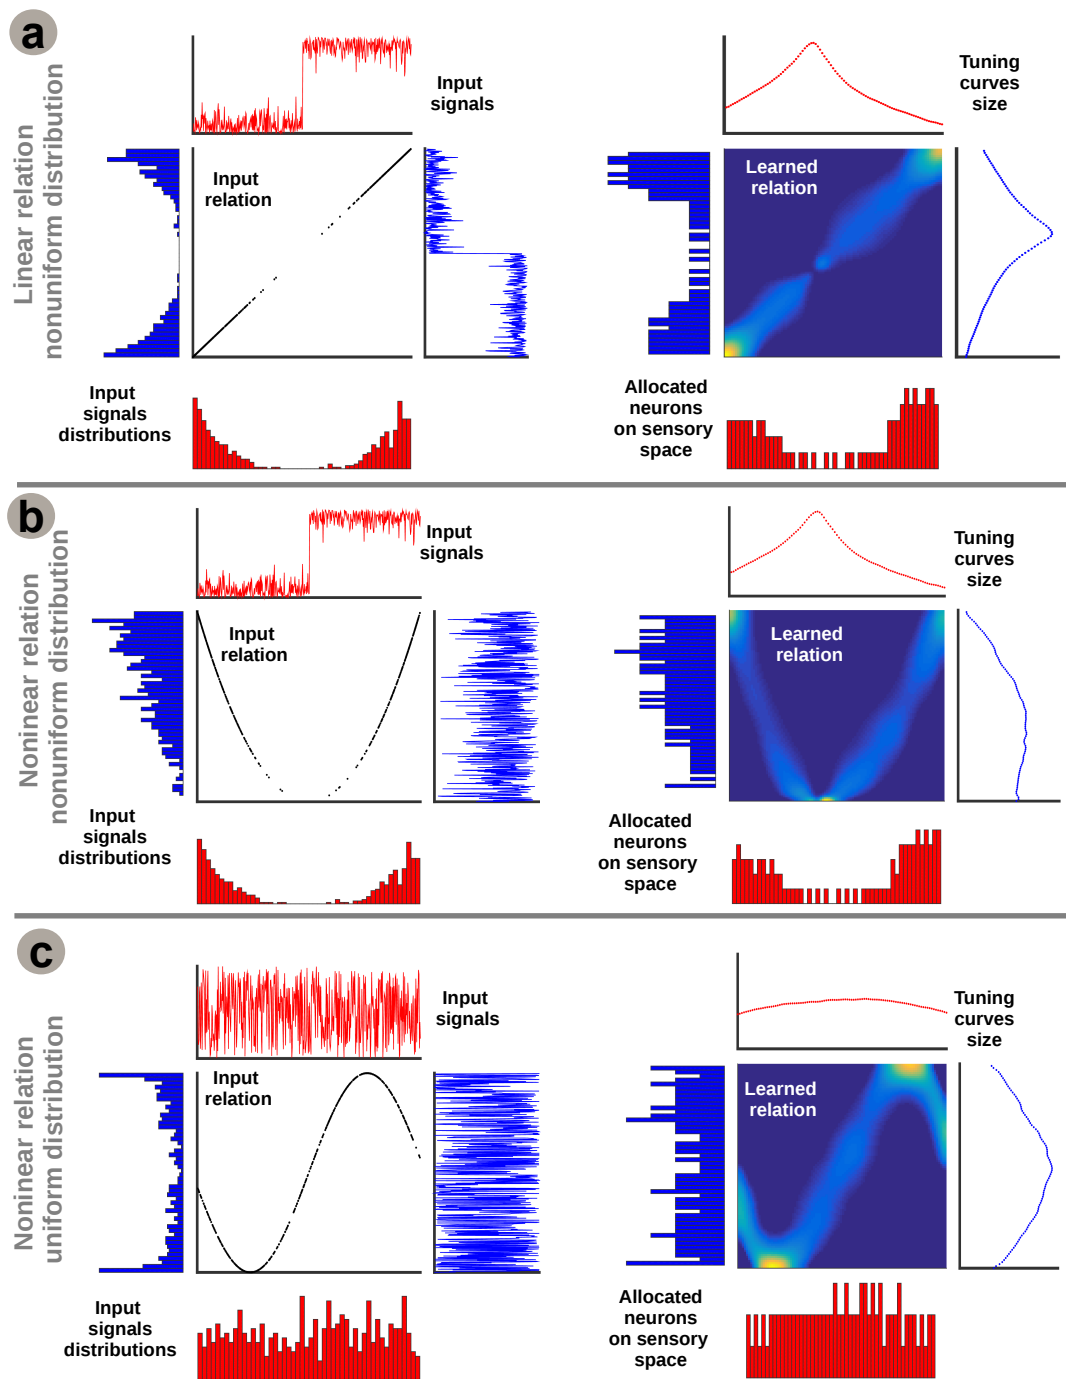 a
Linear relation
nonuniform distribution
Input
signals
Input
relation
Input
signals
distributions
Tuning
curves
size
Learned
relation
Allocated
neurons
on sensory
space
b
Noninear relation
nonuniform distribution
Input
signals
Input
relation
Input
signals
distributions
Tuning
curves
size
Learned
relation
Allocated
neurons
on sensory
space
c
Noninear relation
uniform distribution
Input
signals
Input
relation
Input
signals
distributions
Tuning
curves
size
Learned
relation
Allocated
neurons
on sensory
space